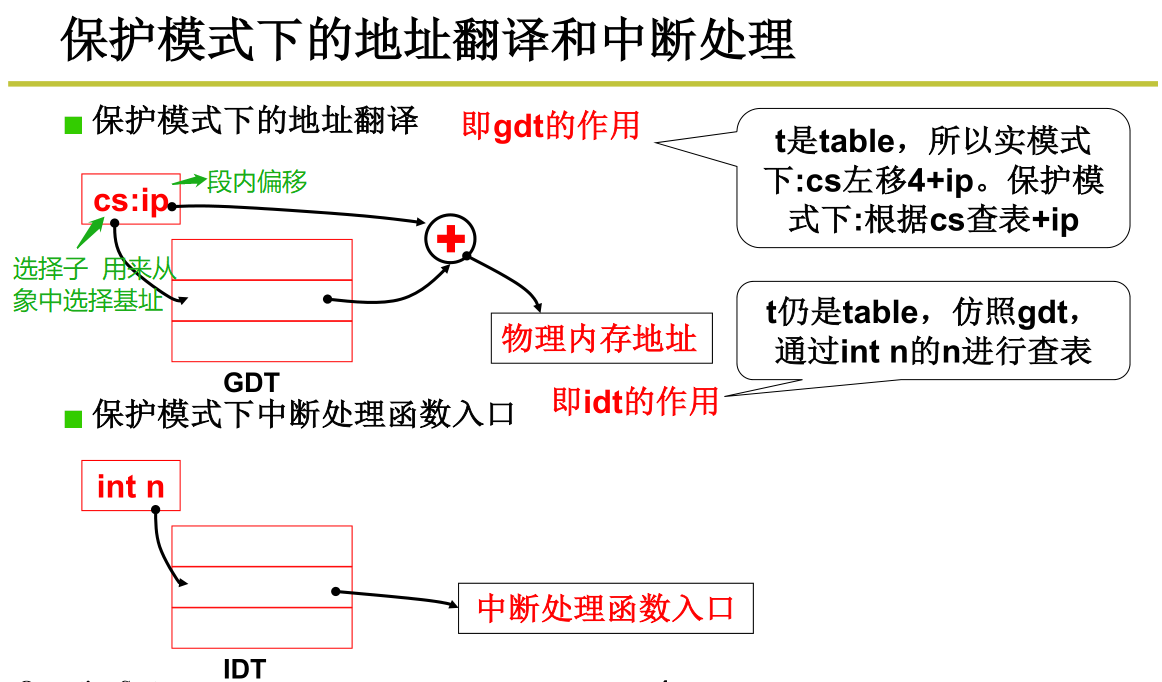 保护模式下的地址翻译和中断处理
保护模式下的地址翻译
即gdt的作用
t是table，所以实模式
下:cs左移4+ip。保护模
式下:根据cs查表+ip
段内偏移
cs:ip
选择子 用来从
象中选择基址
物理内存地址
GDT
t仍是table，仿照gdt，
通过int n的n进行查表
即idt的作用
保护模式下中断处理函数入口
int n
中断处理函数入口
IDT